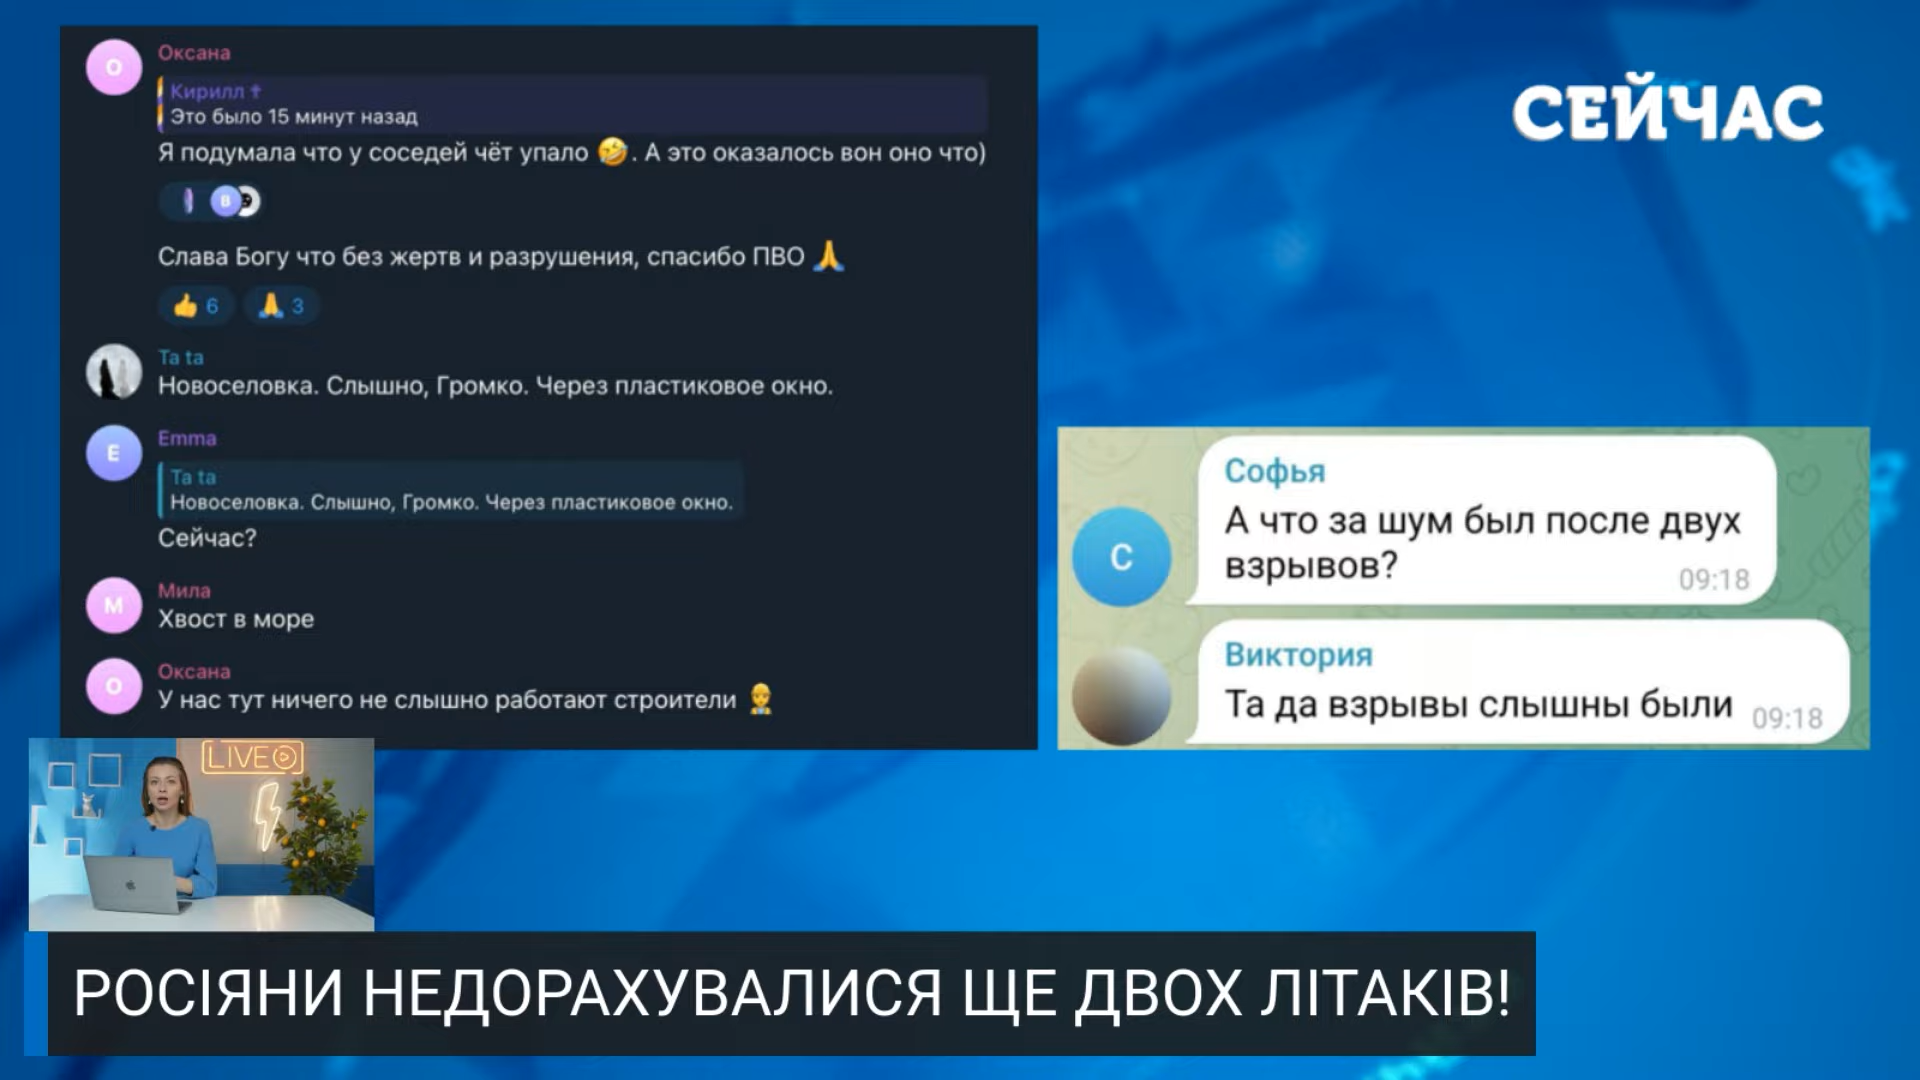 О
Оксана
Кирилл ✝
Это было 15 минут назад
Я подумала что у соседей чёт упало 🤣. А это оказалось вон оно что)
В
Слава Богу что без жертв и разрушения, спасибо ПВО 🙏
👍 6 🙏 3
Ta ta
Новоселовка. Слышно, Громко. Через пластиковое окно.
E
Emma
Ta ta
Новоселовка. Слышно, Громко. Через пластиковое окно.
Сейчас?
М
Мила
Хвост в море
О
Оксана
У нас тут ничего не слышно работают строители 👷
СЕЙЧАС
С
Софья
А что за шум был после двух
взрывов?
09:18
Виктория
Та да взрывы слышны были
09:18
LIVE
РОСІЯНИ НЕДОРАХУВАЛИСЯ ЩЕ ДВОХ ЛІТАКІВ!